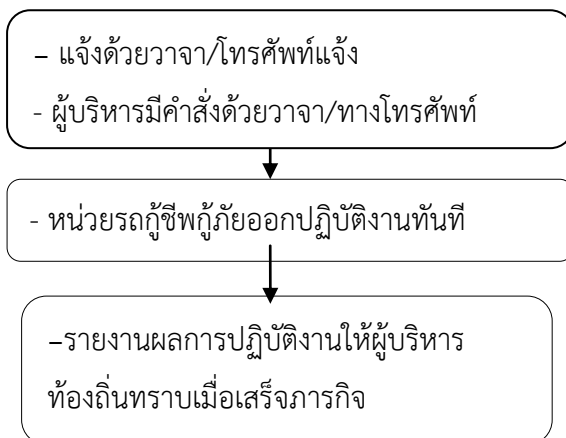 – แจ้งด้วยวาจา/โทรศัพท์แจ้ง
- ผู้บริหารมีคำสั่งด้วยวาจา/ทางโทรศัพท์
- หน่วยรถกู้ชีพกู้ภัยออกปฏิบัติงานทันที
–รายงานผลการปฏิบัติงานให้ผู้บริหาร
ท้องถิ่นทราบเมื่อเสร็จภารกิจ